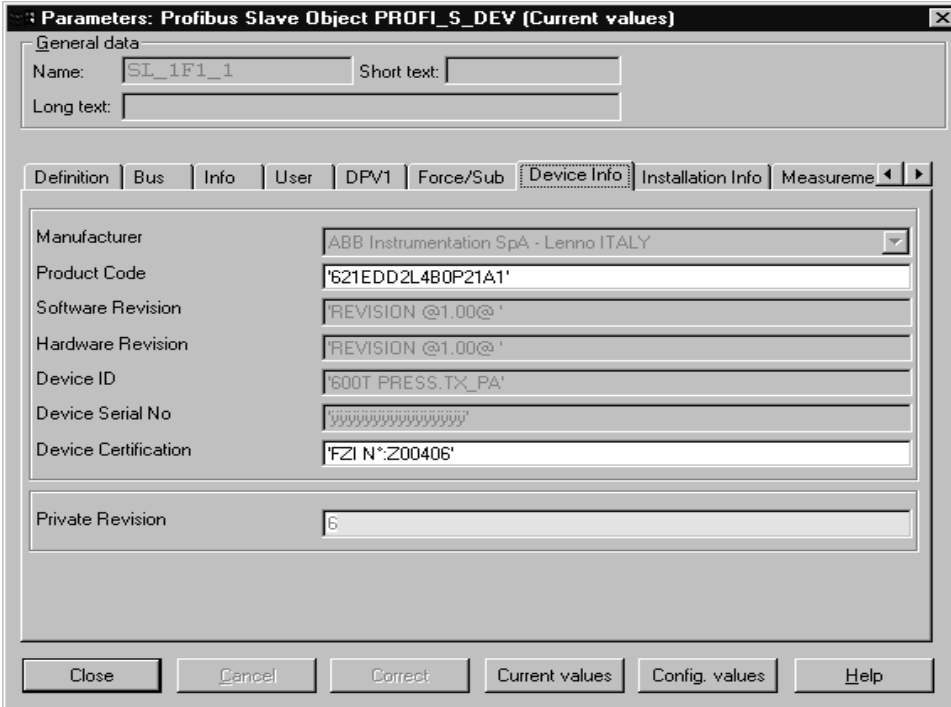 Parameters: Profibus Slave Object PROFI_S_DEV (Current values)
General data
Name: SL_1F1_1 Short text:
Long text:
Definition Bus Info User DPV1 Force/Sub Device Info Installation Info Measureme
Manufacturer ABB Instrumentation SpA - Lenno ITALY
Product Code '621EDD2L4B0P21A1'
Software Revision 'REVISION @1.00@ '
Hardware Revision 'REVISION @1.00@ '
Device ID '600T PRESS.TX_PA'
Device Serial No 'ÿÿÿÿÿÿÿÿÿÿÿÿÿÿÿÿ'
Device Certification 'FZI N°:Z00406'
Private Revision 6
Close Cancel Correct Current values Config. values Help